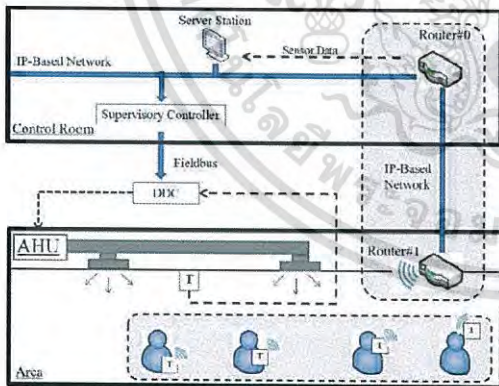 Server Station
Router#0
Sensor Data
IP-Based Network
Supervisory Controller
Control Room
Fieldbus
IP-Based
Network
DDC
AHU
Router#1
T
T
T
T
T
Area